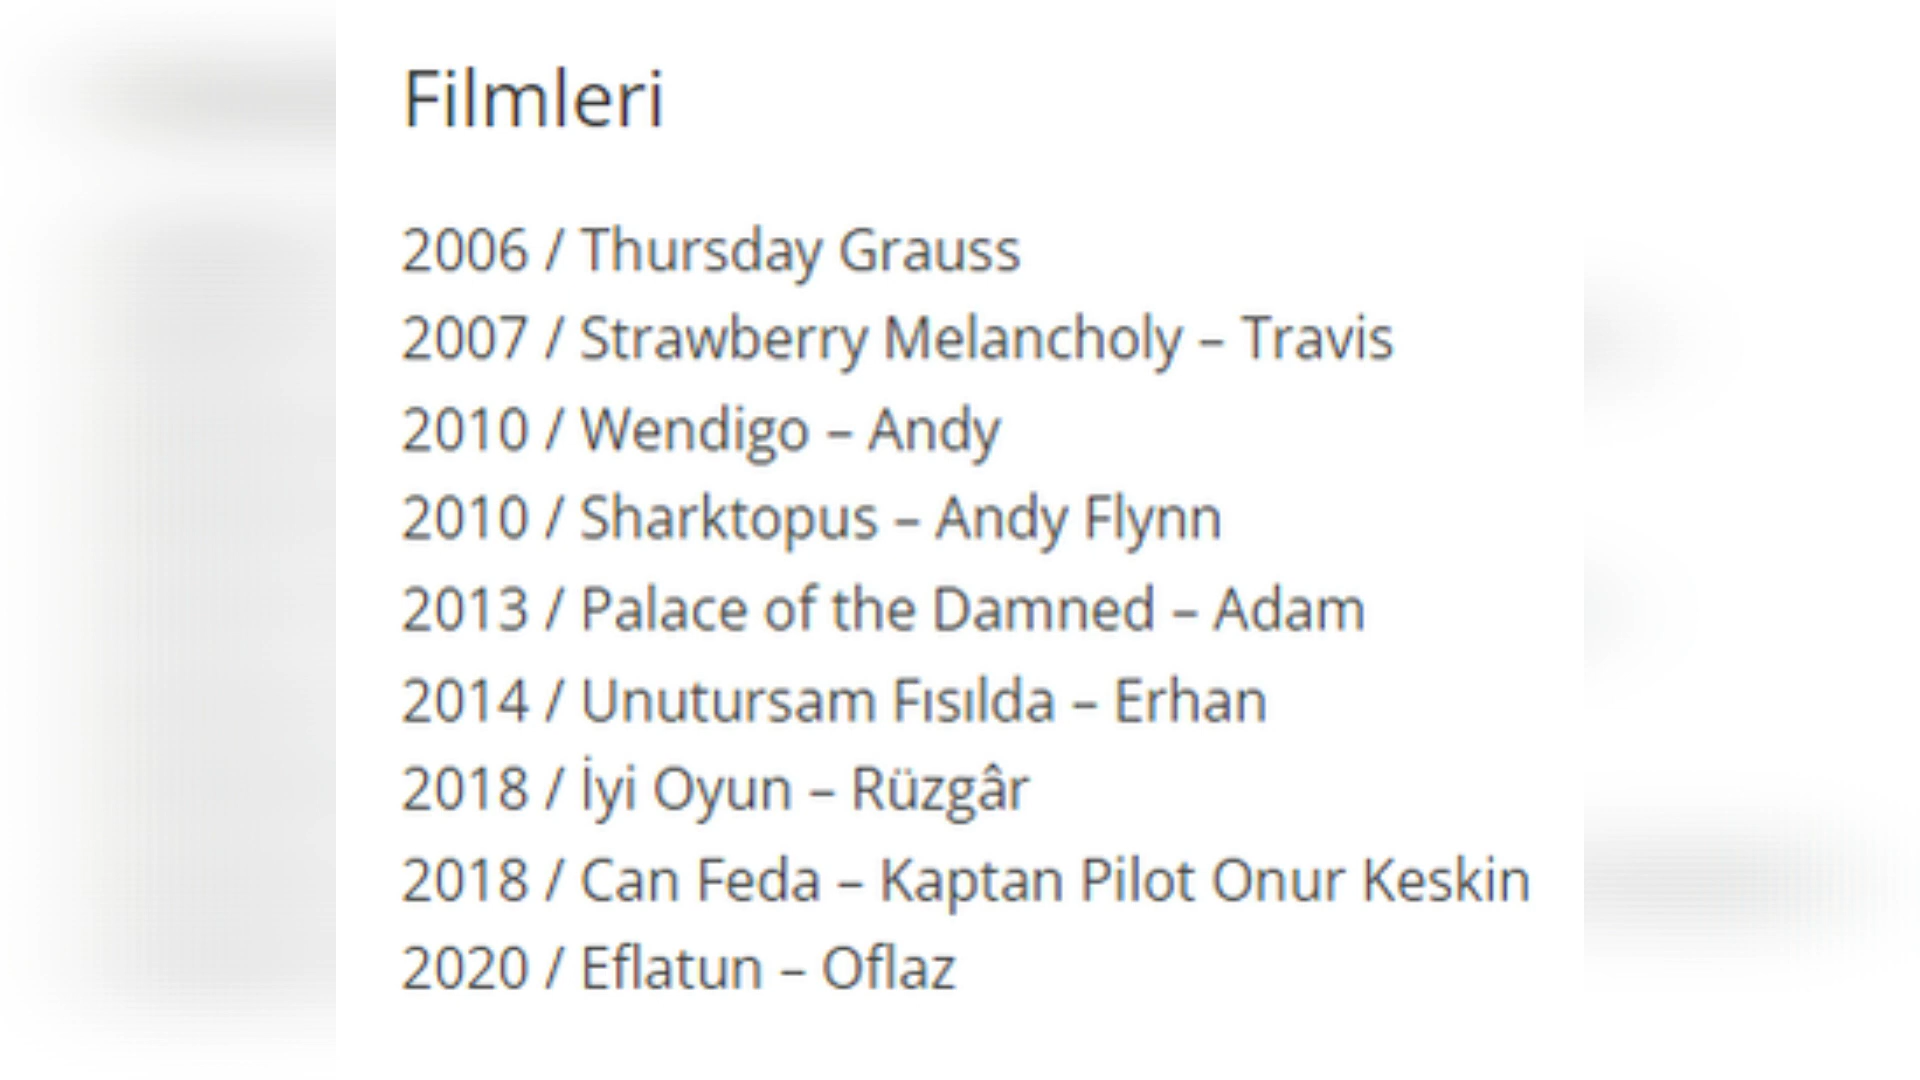 Filmleri
2006 / Thursday Grauss
2007 / Strawberry Melancholy – Travis
2010 / Wendigo – Andy
2010 / Sharktopus – Andy Flynn
2013 / Palace of the Damned – Adam
2014 / Unutursam Fısılda – Erhan
2018 / İyi Oyun – Rüzgâr
2018 / Can Feda – Kaptan Pilot Onur Keskin
2020 / Eflatun – Oflaz